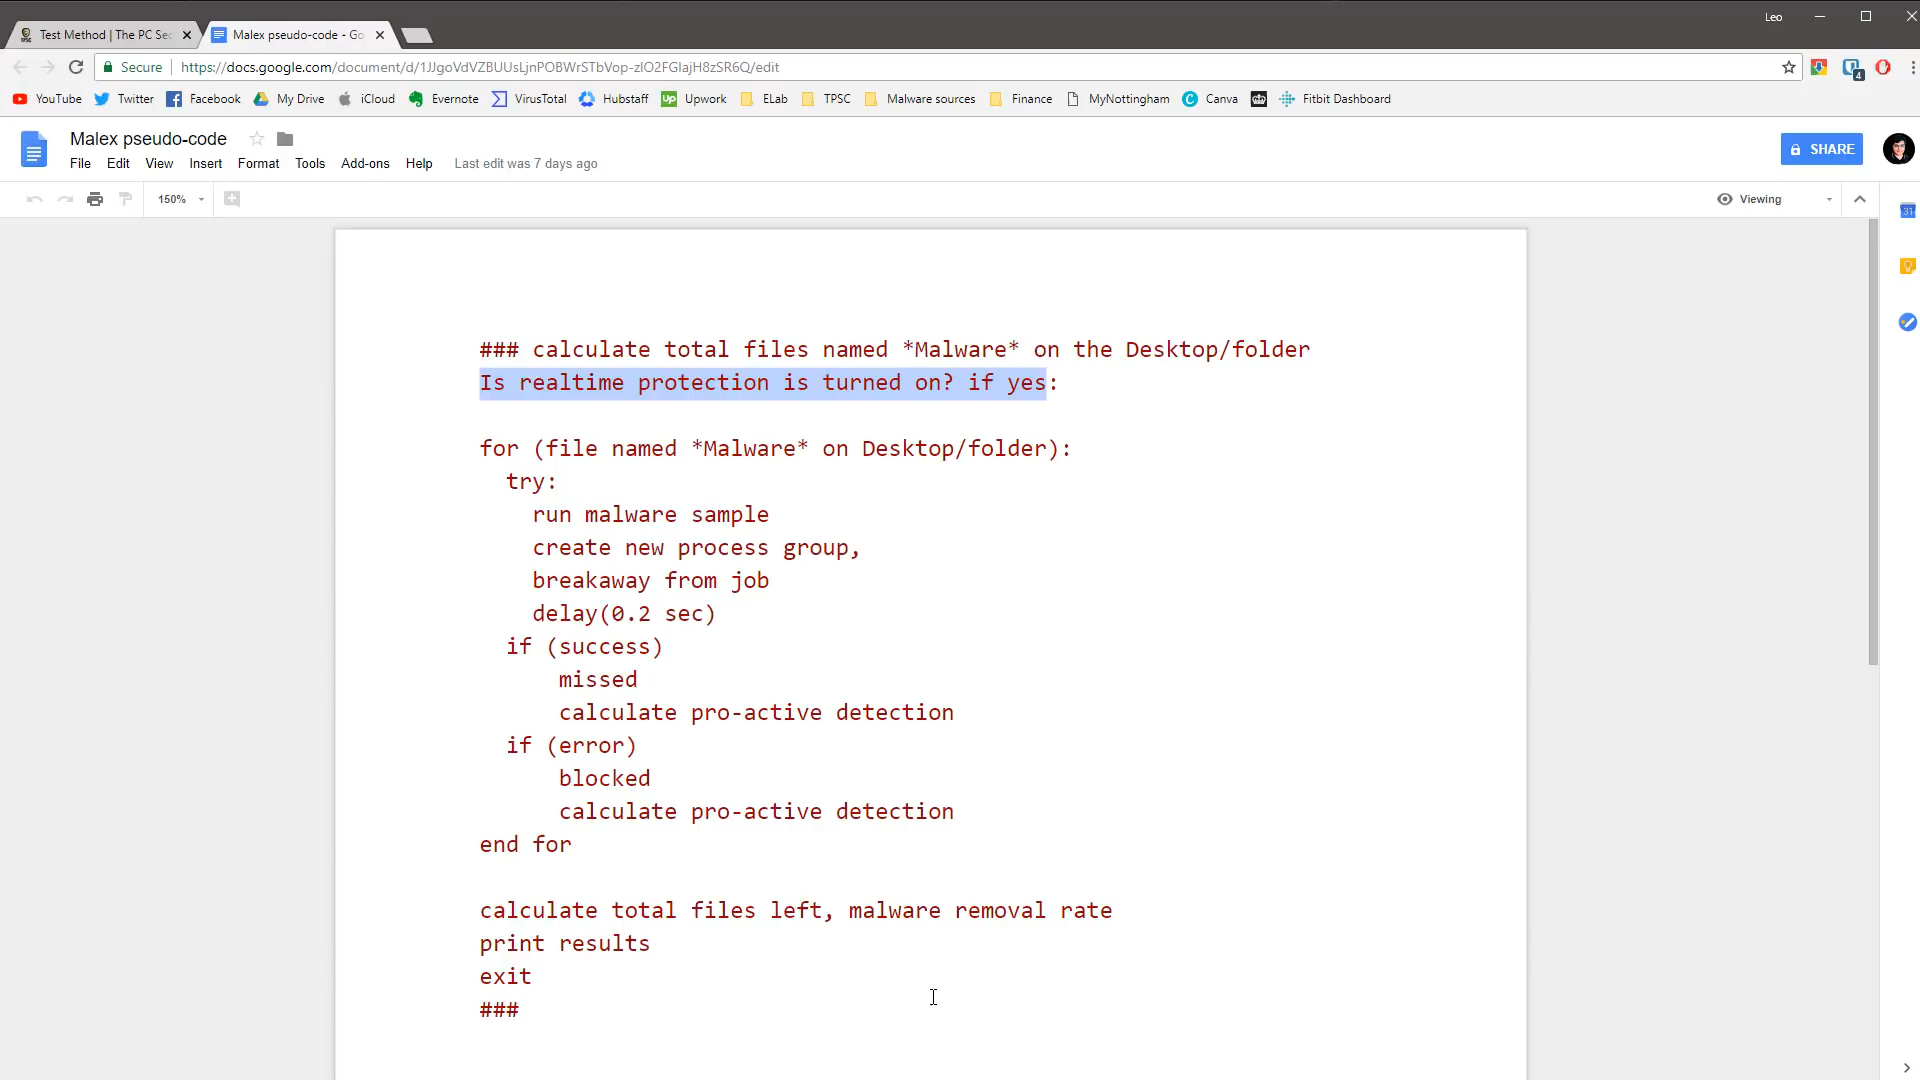 Leo
Test Method | The PC Sec
Malex pseudo-code - Go
Secure
https://docs.google.com/document/d/1JJgoVdVZBUUsLjnPOBWrSTbVop-zIO2FGlajH8zSR6Q/edit
4
YouTube Twitter Facebook My Drive iCloud Evernote VirusTotal Hubstaff Upwork ELab TPSC Malware sources Finance MyNottingham Canva Fitbit Dashboard
Malex pseudo-code
SHARE
File Edit View Insert Format Tools Add-ons Help Last edit was 7 days ago
150%
Viewing
31
### calculate total files named *Malware* on the Desktop/folder
Is realtime protection is turned on? if yes:
for (file named *Malware* on Desktop/folder):
try:
run malware sample
create new process group,
breakaway from job
delay(0.2 sec)
if (success)
missed
calculate pro-active detection
if (error)
blocked
calculate pro-active detection
end for
calculate total files left, malware removal rate
print results
exit
###